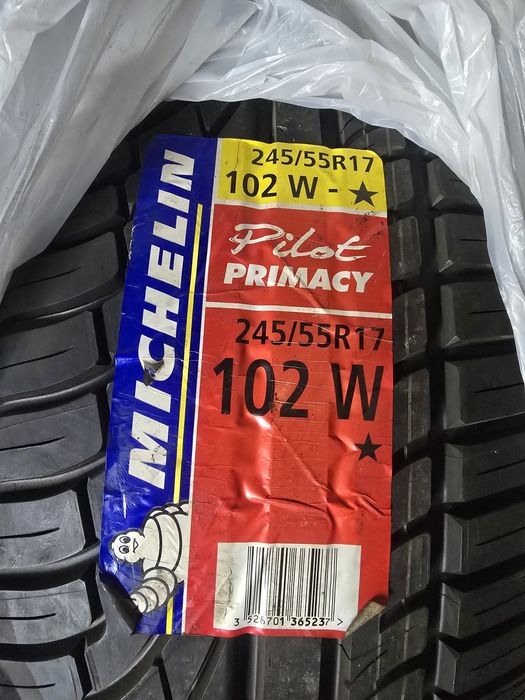 MICHELIN
245/55R17
102 W - ★
Pilot
PRIMACY
245/55R17
102 W
★
3 528701 365237 >